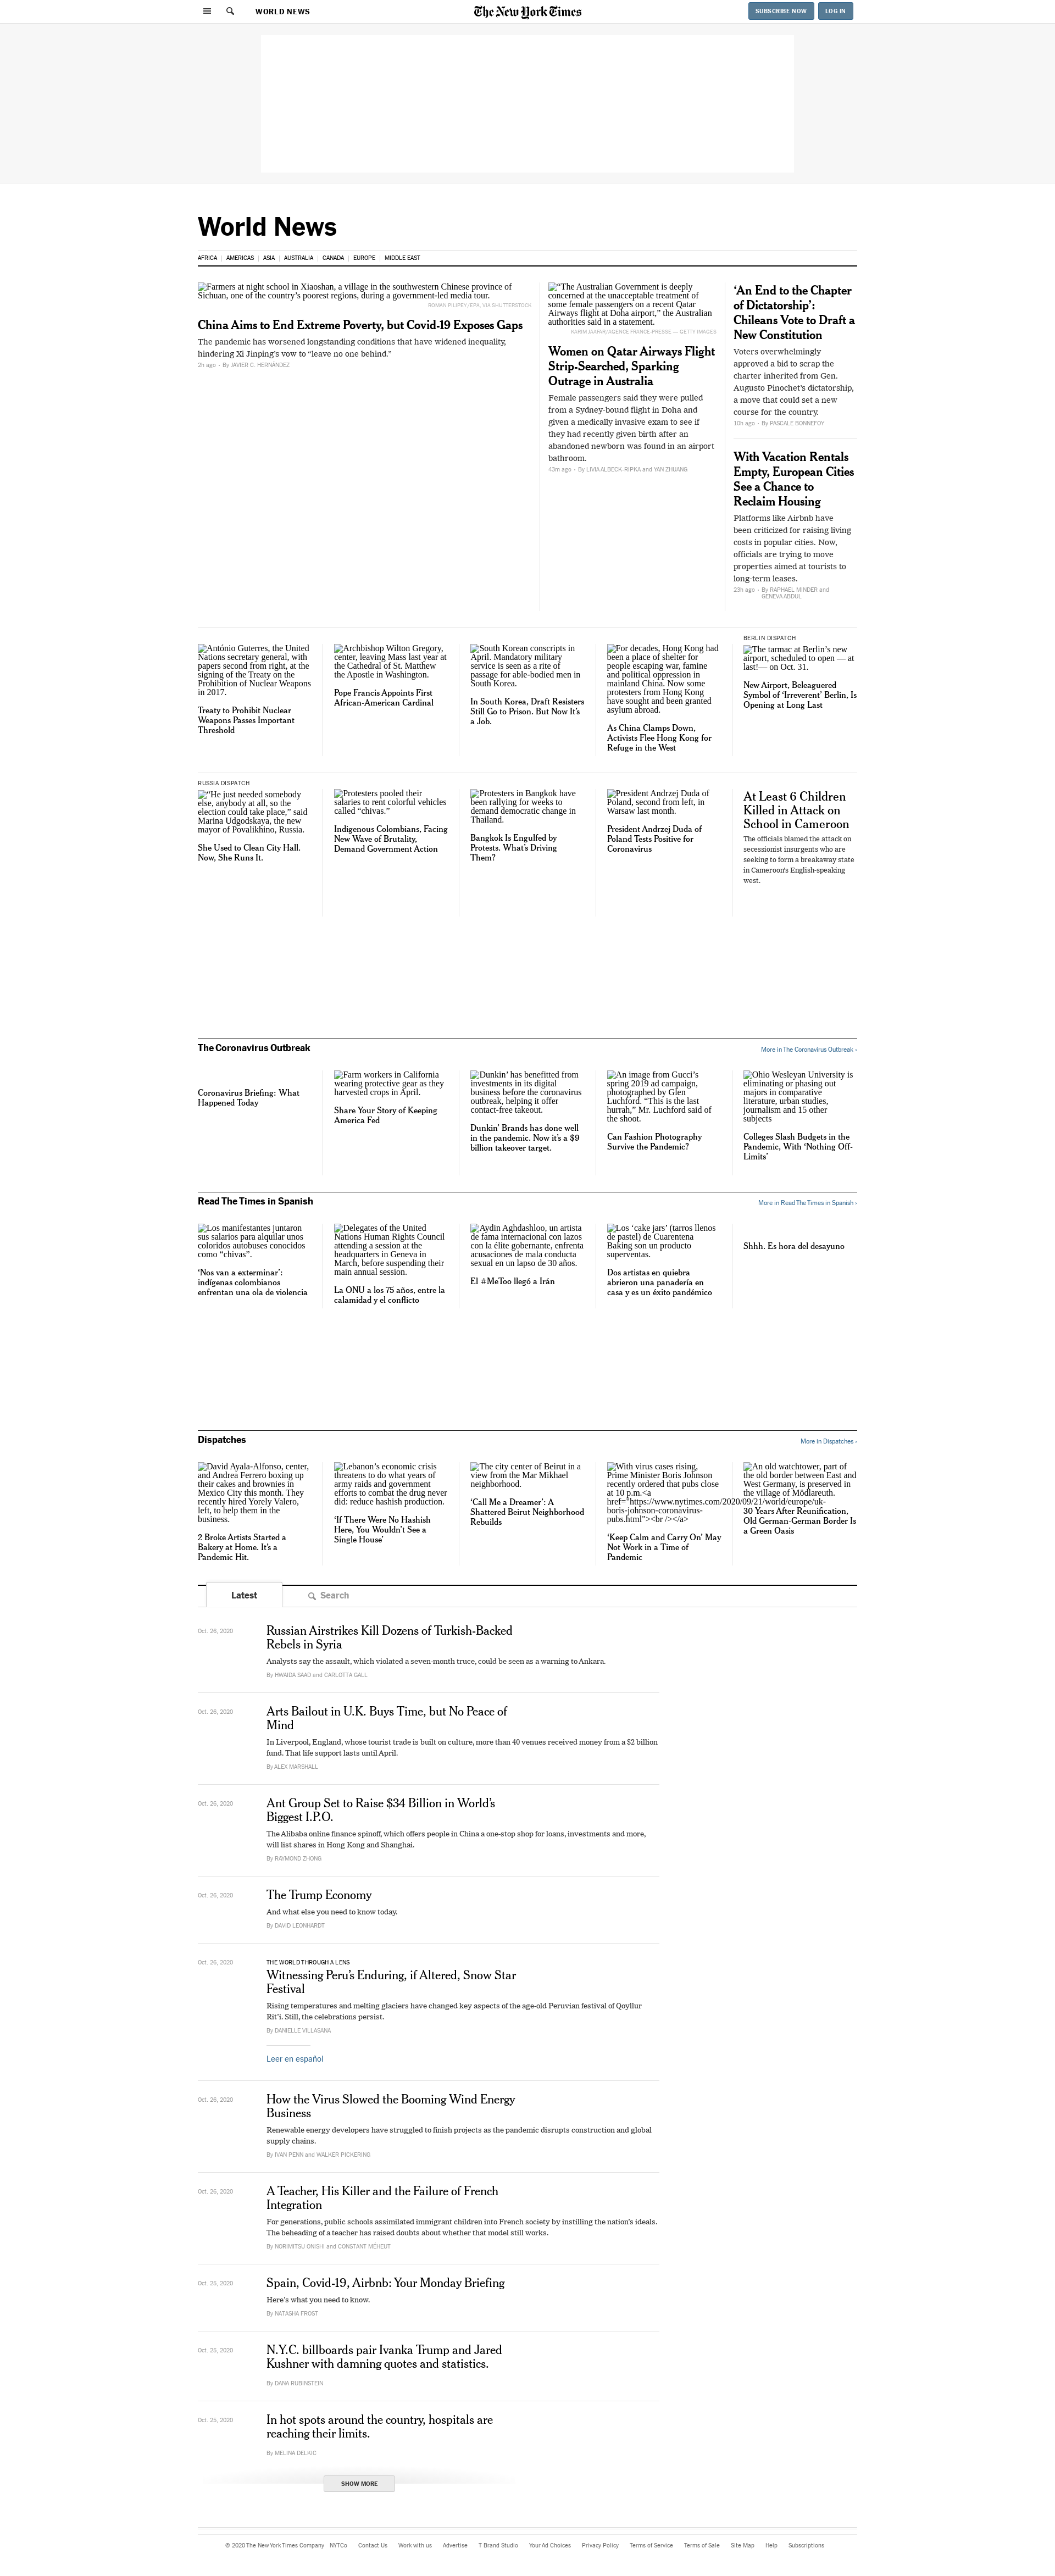 WORLD NEWS
The New York Times
SUBSCRIBE NOW
LOG IN
World News
AFRICA
AMERICAS
ASIA
AUSTRALIA
CANADA
EUROPE
MIDDLE EAST
Farmers at night school in Xiaoshan, a village in the southwestern Chinese province of
Sichuan, one of the country’s poorest regions, during a government-led media tour.
ROMAN PILIPEY/EPA, VIA SHUTTERSTOCK
China Aims to End Extreme Poverty, but Covid-19 Exposes Gaps
The pandemic has worsened longstanding conditions that have widened inequality,
hindering Xi Jinping’s vow to “leave no one behind.”
2h ago – By JAVIER C. HERNÁNDEZ
“The Australian Government is deeply
concerned at the unacceptable treatment of
some female passengers on a recent Qatar
Airways flight at Doha airport,” the Australian
authorities said in a statement.
KARIM JAAFAR/AGENCE FRANCE-PRESSE — GETTY IMAGES
Women on Qatar Airways Flight
Strip-Searched, Sparking
Outrage in Australia
Female passengers said they were pulled
from a Sydney-bound flight in Doha and
given a medically invasive exam to see if
they had recently given birth after an
abandoned newborn was found in an airport
bathroom.
43m ago – By LIVIA ALBECK-RIPKA and YAN ZHUANG
‘An End to the Chapter
of Dictatorship’:
Chileans Vote to Draft a
New Constitution
Voters overwhelmingly
approved a bid to scrap the
charter inherited from Gen.
Augusto Pinochet’s dictatorship,
a move that could set a new
course for the country.
10h ago – By PASCALE BONNEFOY
With Vacation Rentals
Empty, European Cities
See a Chance to
Reclaim Housing
Platforms like Airbnb have
been criticized for raising living
costs in popular cities. Now,
officials are trying to move
properties aimed at tourists to
long-term leases.
23h ago – By RAPHAEL MINDER and
GENEVA ABDUL
António Guterres, the United
Nations secretary general, with
papers second from right, at the
signing of the Treaty on the
Prohibition of Nuclear Weapons
in 2017.
Treaty to Prohibit Nuclear
Weapons Passes Important
Threshold
Archbishop Wilton Gregory,
center, leaving Mass last year at
the Cathedral of St. Matthew
the Apostle in Washington.
Pope Francis Appoints First
African-American Cardinal
South Korean conscripts in
April. Mandatory military
service is seen as a rite of
passage for able-bodied men in
South Korea.
In South Korea, Draft Resisters
Still Go to Prison. But Now It’s
a Job.
For decades, Hong Kong had
been a place of shelter for
people escaping war, famine
and political oppression in
mainland China. Now some
protesters from Hong Kong
have sought and been granted
asylum abroad.
As China Clamps Down,
Activists Flee Hong Kong for
Refuge in the West
BERLIN DISPATCH
The tarmac at Berlin’s new
airport, scheduled to open — at
last!— on Oct. 31.
New Airport, Beleaguered
Symbol of ‘Irreverent’ Berlin, Is
Opening at Long Last
RUSSIA DISPATCH
“He just needed somebody
else, anybody at all, so the
election could take place,” said
Marina Udgodskaya, the new
mayor of Povalikhino, Russia.
She Used to Clean City Hall.
Now, She Runs It.
Protesters pooled their
salaries to rent colorful vehicles
called “chivas.”
Indigenous Colombians, Facing
New Wave of Brutality,
Demand Government Action
Protesters in Bangkok have
been rallying for weeks to
demand democratic change in
Thailand.
Bangkok Is Engulfed by
Protests. What’s Driving
Them?
President Andrzej Duda of
Poland, second from left, in
Warsaw last month.
President Andrzej Duda of
Poland Tests Positive for
Coronavirus
At Least 6 Children
Killed in Attack on
School in Cameroon
The officials blamed the attack on
secessionist insurgents who are
seeking to form a breakaway state
in Cameroon’s English-speaking
west.
The Coronavirus Outbreak
More in The Coronavirus Outbreak ›
Coronavirus Briefing: What
Happened Today
Farm workers in California
wearing protective gear as they
harvested crops in April.
Share Your Story of Keeping
America Fed
Dunkin’ has benefitted from
investments in its digital
business before the coronavirus
outbreak, helping it offer
contact-free takeout.
Dunkin’ Brands has done well
in the pandemic. Now it’s a $9
billion takeover target.
An image from Gucci’s
spring 2019 ad campaign,
photographed by Glen
Luchford. “This is the last
hurrah,” Mr. Luchford said of
the shoot.
Can Fashion Photography
Survive the Pandemic?
Ohio Wesleyan University is
eliminating or phasing out
majors in comparative
literature, urban studies,
journalism and 15 other
subjects
Colleges Slash Budgets in the
Pandemic, With ‘Nothing Off-
Limits’
Read The Times in Spanish
More in Read The Times in Spanish ›
Los manifestantes juntaron
sus salarios para alquilar unos
coloridos autobuses conocidos
como “chivas”.
‘Nos van a exterminar’:
indígenas colombianos
enfrentan una ola de violencia
Delegates of the United
Nations Human Rights Council
attending a session at the
headquarters in Geneva in
March, before suspending their
main annual session.
La ONU a los 75 años, entre la
calamidad y el conflicto
Aydin Aghdashloo, un artista
de fama internacional con lazos
con la élite gobernante, enfrenta
acusaciones de mala conducta
sexual en un lapso de 30 años.
El #MeToo llegó a Irán
Los ‘cake jars’ (tarros llenos
de pastel) de Cuarentena
Baking son un producto
superventas.
Dos artistas en quiebra
abrieron una panadería en
casa y es un éxito pandémico
Shhh. Es hora del desayuno
Dispatches
More in Dispatches ›
David Ayala-Alfonso, center,
and Andrea Ferrero boxing up
their cakes and brownies in
Mexico City this month. They
recently hired Yorely Valero,
left, to help them in the
business.
2 Broke Artists Started a
Bakery at Home. It’s a
Pandemic Hit.
Lebanon’s economic crisis
threatens to do what years of
army raids and government
efforts to combat the drug never
did: reduce hashish production.
‘If There Were No Hashish
Here, You Wouldn’t See a
Single House’
The city center of Beirut in a
view from the Mar Mikhael
neighborhood.
‘Call Me a Dreamer’: A
Shattered Beirut Neighborhood
Rebuilds
With virus cases rising,
Prime Minister Boris Johnson
recently ordered that pubs close
at 10 p.m.<a
href="https://www.nytimes.com/2020/09/21/world/europe/uk-
boris-johnson-coronavirus-
pubs.html"><br /></a>
‘Keep Calm and Carry On’ May
Not Work in a Time of
Pandemic
An old watchtower, part of
the old border between East and
West Germany, is preserved in
the village of Mödlareuth.
30 Years After Reunification,
Old German-German Border Is
a Green Oasis
Latest
Search
Oct. 26, 2020
Russian Airstrikes Kill Dozens of Turkish-Backed
Rebels in Syria
Analysts say the assault, which violated a seven-month truce, could be seen as a warning to Ankara.
By HWAIDA SAAD and CARLOTTA GALL
Oct. 26, 2020
Arts Bailout in U.K. Buys Time, but No Peace of
Mind
In Liverpool, England, whose tourist trade is built on culture, more than 40 venues received money from a $2 billion
fund. That life support lasts until April.
By ALEX MARSHALL
Oct. 26, 2020
Ant Group Set to Raise $34 Billion in World’s
Biggest I.P.O.
The Alibaba online finance spinoff, which offers people in China a one-stop shop for loans, investments and more,
will list shares in Hong Kong and Shanghai.
By RAYMOND ZHONG
Oct. 26, 2020
The Trump Economy
And what else you need to know today.
By DAVID LEONHARDT
Oct. 26, 2020
THE WORLD THROUGH A LENS
Witnessing Peru’s Enduring, if Altered, Snow Star
Festival
Rising temperatures and melting glaciers have changed key aspects of the age-old Peruvian festival of Qoyllur
Rit’i. Still, the celebrations persist.
By DANIELLE VILLASANA
Leer en español
Oct. 26, 2020
How the Virus Slowed the Booming Wind Energy
Business
Renewable energy developers have struggled to finish projects as the pandemic disrupts construction and global
supply chains.
By IVAN PENN and WALKER PICKERING
Oct. 26, 2020
A Teacher, His Killer and the Failure of French
Integration
For generations, public schools assimilated immigrant children into French society by instilling the nation’s ideals.
The beheading of a teacher has raised doubts about whether that model still works.
By NORIMITSU ONISHI and CONSTANT MÉHEUT
Oct. 25, 2020
Spain, Covid-19, Airbnb: Your Monday Briefing
Here’s what you need to know.
By NATASHA FROST
Oct. 25, 2020
N.Y.C. billboards pair Ivanka Trump and Jared
Kushner with damning quotes and statistics.
By DANA RUBINSTEIN
Oct. 25, 2020
In hot spots around the country, hospitals are
reaching their limits.
By MELINA DELKIC
SHOW MORE
© 2020 The New York Times Company
NYTCo
Contact Us
Work with us
Advertise
T Brand Studio
Your Ad Choices
Privacy Policy
Terms of Service
Terms of Sale
Site Map
Help
Subscriptions